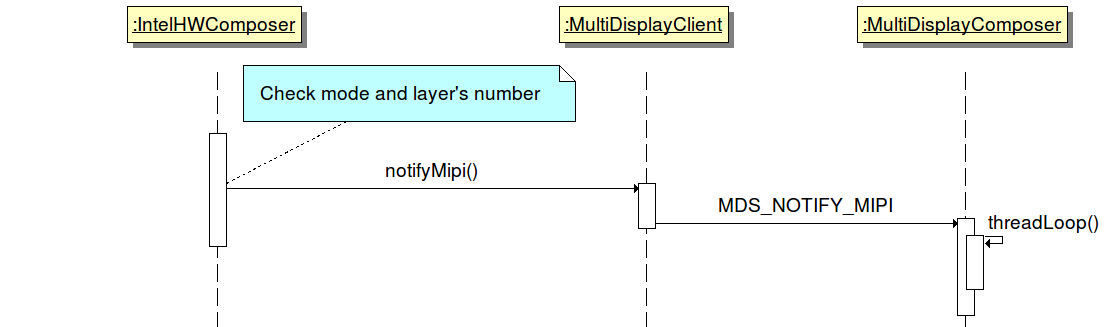 :IntelHWComposer
:MultiDisplayClient
:MultiDisplayComposer
Check mode and layer's number
notifyMipi()
MDS_NOTIFY_MIPI
threadLoop()